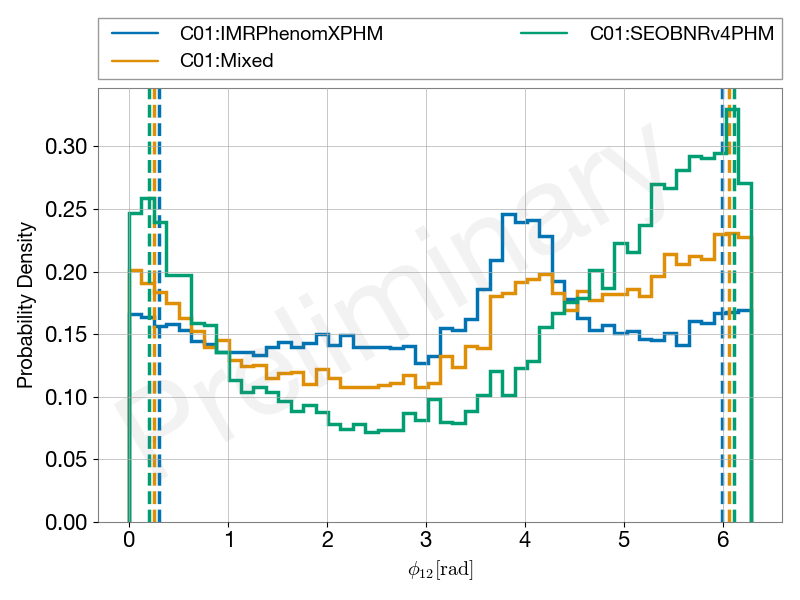 C01:IMRPhenomXPHM
C01:Mixed
C01:SEOBNRv4PHM
Preliminary
Probability Density
0.30
0.25
0.20
0.15
0.10
0.05
0.00
0 1 2 3 4 5 6
ϕ12[rad]